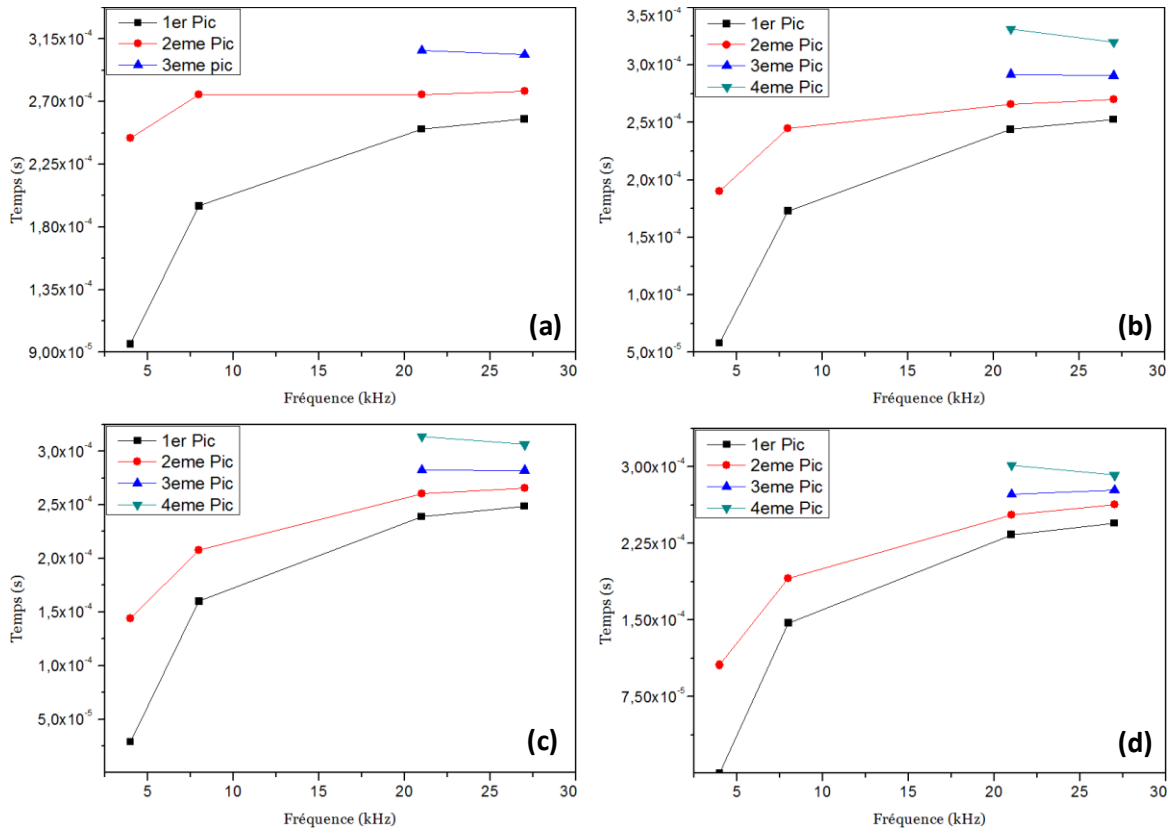 1er Pic
2eme Pic
3eme pic
3,15x10⁻⁴
2,70x10⁻⁴
2,25x10⁻⁴
1,80x10⁻⁴
1,35x10⁻⁴
9,00x10⁻⁵
Temps (s)
5 10 15 20 25 30
Fréquence (kHz)
(a)
1er Pic
2eme Pic
3eme Pic
4eme Pic
3,5x10⁻⁴
3,0x10⁻⁴
2,5x10⁻⁴
2,0x10⁻⁴
1,5x10⁻⁴
1,0x10⁻⁴
5,0x10⁻⁵
Temps (s)
5 10 15 20 25 30
Fréquence (kHz)
(b)
1er Pic
2eme Pic
3eme Pic
4eme Pic
3,0x10⁻⁴
2,5x10⁻⁴
2,0x10⁻⁴
1,5x10⁻⁴
1,0x10⁻⁴
5,0x10⁻⁵
Temps (s)
5 10 15 20 25 30
Fréquence (kHz)
(c)
1er Pic
2eme Pic
3eme Pic
4eme Pic
3,00x10⁻⁴
2,25x10⁻⁴
1,50x10⁻⁴
7,50x10⁻⁵
Temps (s)
5 10 15 20 25 30
Fréquence (kHz)
(d)